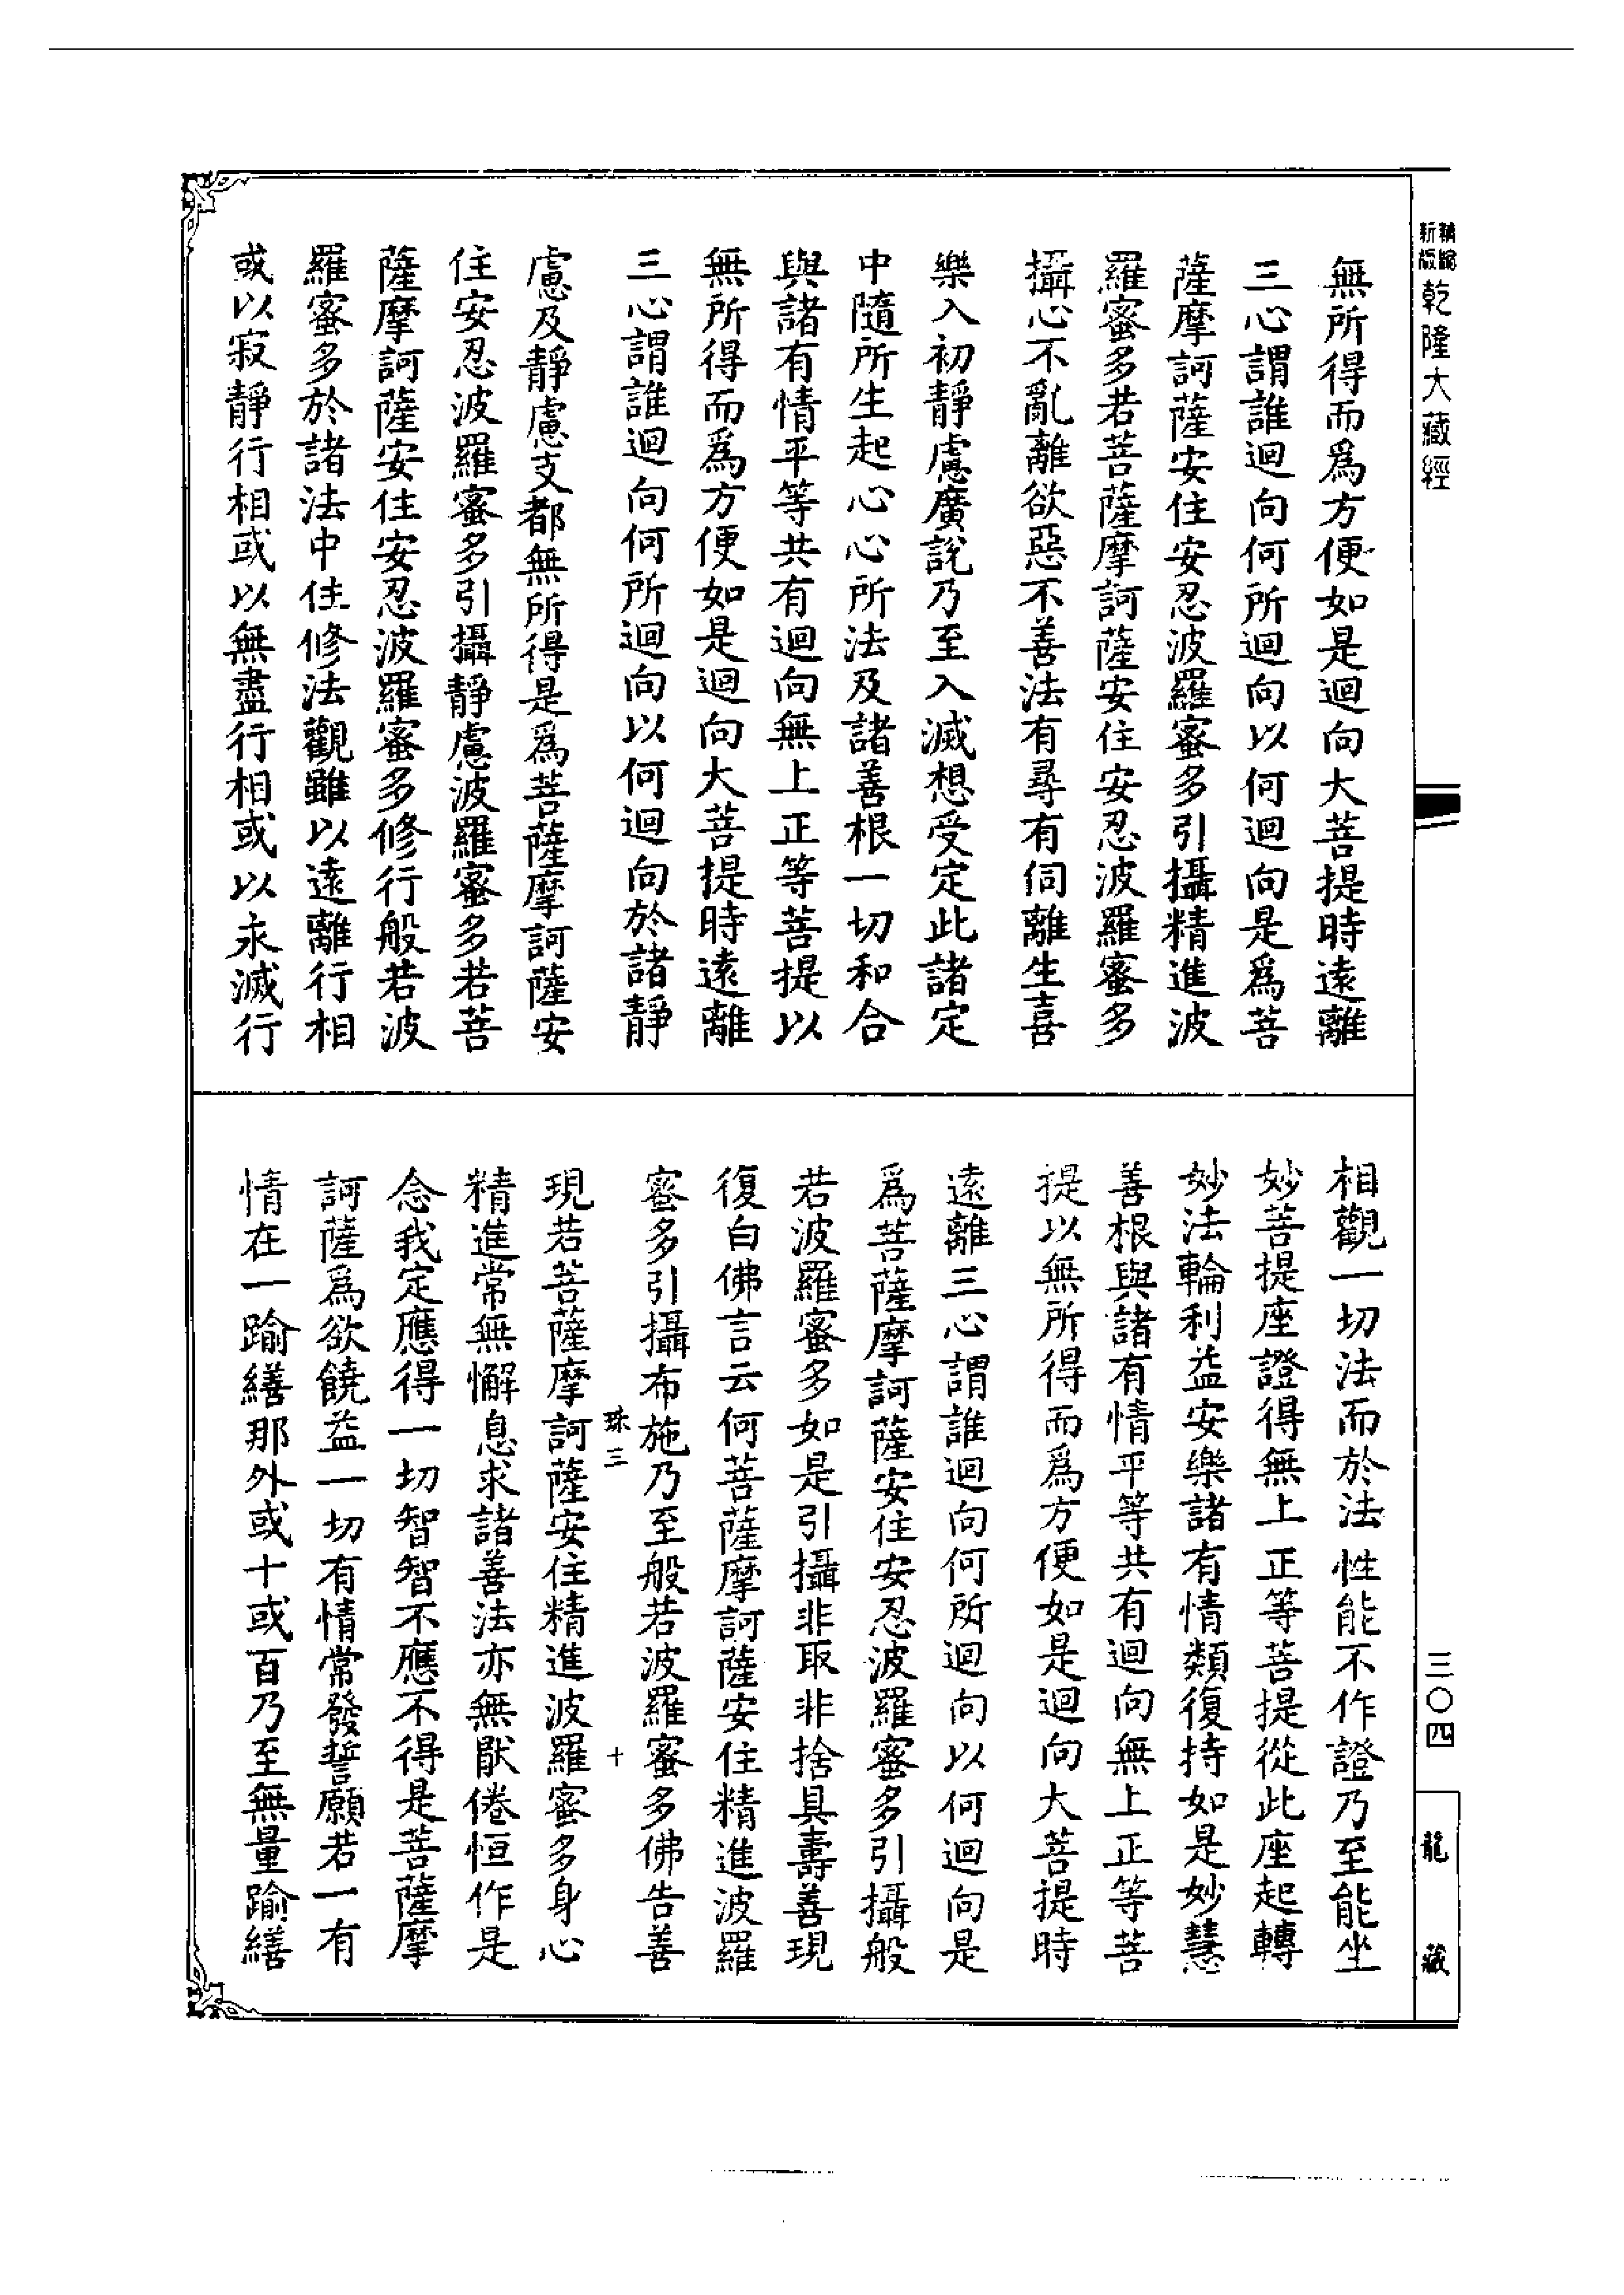 新版
乾隆大藏經
三〇四
龍藏
無所得而爲方便如是迴向大菩提時遠離
三心謂誰迴向何所迴向以何迴向是爲菩
薩摩訶薩安住安忍波羅蜜多引攝精進波
羅蜜多若菩薩摩訶薩安住安忍波羅蜜多
攝心不亂離欲惡不善法有尋有伺離生喜
樂入初靜慮廣說乃至入滅想受定此諸定
中隨所生起心心所法及諸善根一切和合
與諸有情平等共有迴向無上正等菩提以
無所得而爲方便如是迴向大菩提時遠離
三心謂誰迴向何所迴向以何迴向於諸靜
慮及靜慮支都無所得是爲菩薩摩訶薩安
住安忍波羅蜜多引攝靜慮波羅蜜多若菩
薩摩訶薩安住安忍波羅蜜多修行般若波
羅蜜多於諸法中住修法觀雖以遠離行相
或以寂靜行相或以無盡行相或以永滅行
相觀一切法而於法性能不作證乃至能坐
妙菩提座證得無上正等菩提從此座起轉
妙法輪利益安樂諸有情類復持如是妙慧
善根與諸有情平等共有迴向無上正等菩
提以無所得而爲方便如是迴向大菩提時
遠離三心謂誰迴向何所迴向以何迴向是
爲菩薩摩訶薩安住安忍波羅蜜多引攝般
若波羅蜜多如是引攝非取非捨具壽善現
復白佛言云何菩薩摩訶薩安住精進波羅
蜜多引攝布施乃至般若波羅蜜多佛告善
珠三 十
現若菩薩摩訶薩安住精進波羅蜜多身心
精進常無懈息求諸善法亦無厭倦恒作是
念我定應得一切智智不應不得是菩薩摩
訶薩爲欲饒益一切有情常發誓願若一有
情在一踰繕那外或十或百乃至無量踰繕